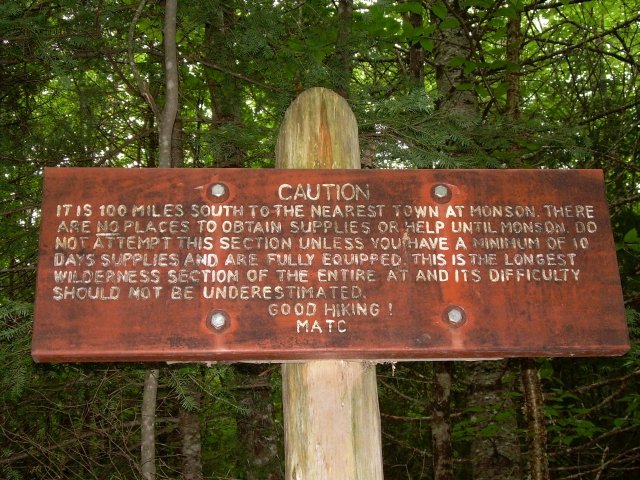 CAUTION
IT IS 100 MILES SOUTH TO THE NEAREST TOWN AT MONSON. THERE
ARE NO PLACES TO OBTAIN SUPPLIES OR HELP UNTIL MONSON. DO
NOT ATTEMPT THIS SECTION UNLESS YOU HAVE A MINIMUM OF 10
DAYS SUPPLIES AND ARE FULLY EQUIPPED. THIS IS THE LONGEST
WILDERNESS SECTION OF THE ENTIRE AT AND ITS DIFFICULTY
SHOULD NOT BE UNDERESTIMATED.
GOOD HIKING !
MATC